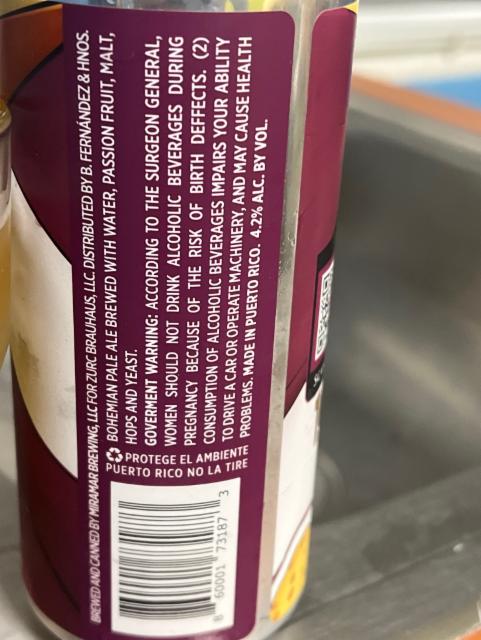 BREWED AND CANNED BY MIRAMAR BREWING, LLC FOR ZURC BRAUHAUS, LLC. DISTRIBUTED BY B. FERNÁNDEZ & HNOS.
BOHEMIAN PALE ALE BREWED WITH WATER, PASSION FRUIT, MALT,
HOPS AND YEAST.
GOVERMENT WARNING: ACCORDING TO THE SURGEON GENERAL,
WOMEN SHOULD NOT DRINK ALCOHOLIC BEVERAGES DURING
PREGNANCY BECAUSE OF THE RISK OF BIRTH DEFFECTS. (2)
CONSUMPTION OF ALCOHOLIC BEVERAGES IMPAIRS YOUR ABILITY
TO DRIVE A CAR OR OPERATE MACHINERY, AND MAY CAUSE HEALTH
PROBLEMS. MADE IN PUERTO RICO. 4.2% ALC. BY VOL.
PROTEGE EL AMBIENTE
PUERTO RICO NO LA TIRE
8 60001 73187 3